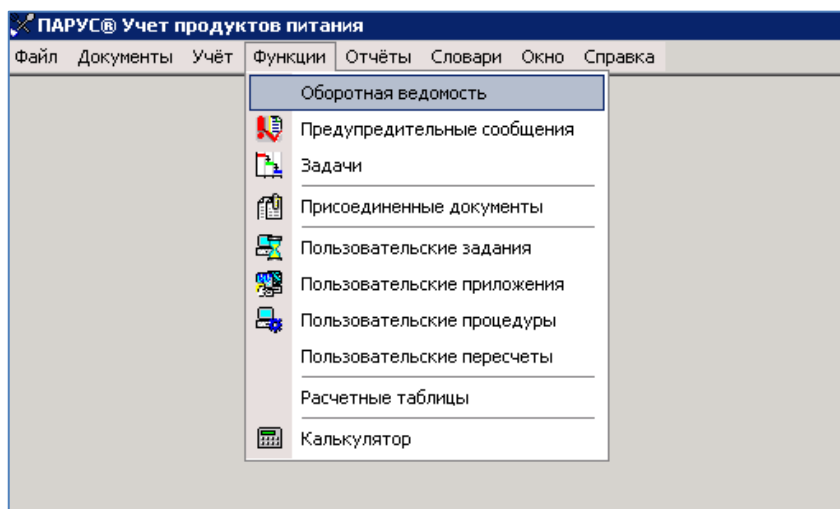 ПАРУС® Учет продуктов питания
Файл Документы Учёт Функции Отчёты Словари Окно Справка
Оборотная ведомость
Предупредительные сообщения
Задачи
Присоединенные документы
Пользовательские задания
Пользовательские приложения
Пользовательские процедуры
Пользовательские пересчеты
Расчетные таблицы
Калькулятор